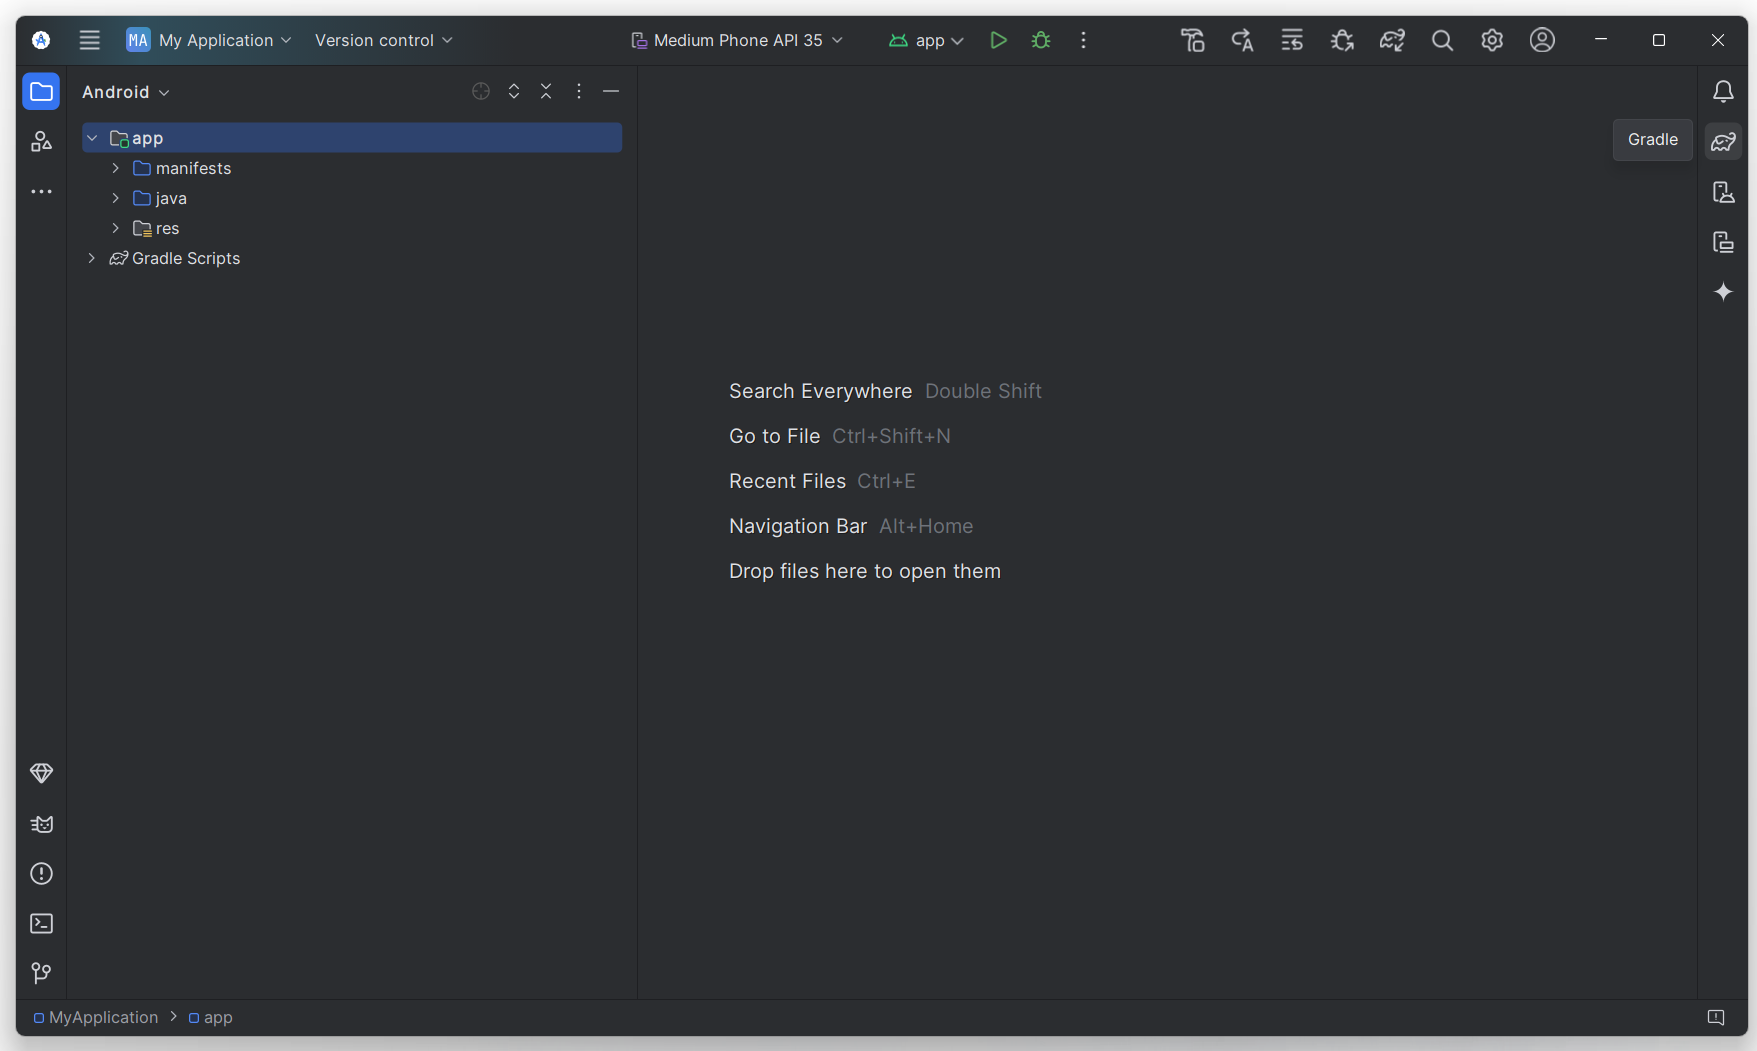 MA My Application Version control Medium Phone API 35 app
Android
app
Gradle
manifests
java
res
Gradle Scripts
Search Everywhere Double Shift
Go to File Ctrl+Shift+N
Recent Files Ctrl+E
Navigation Bar Alt+Home
Drop files here to open them
MyApplication > app